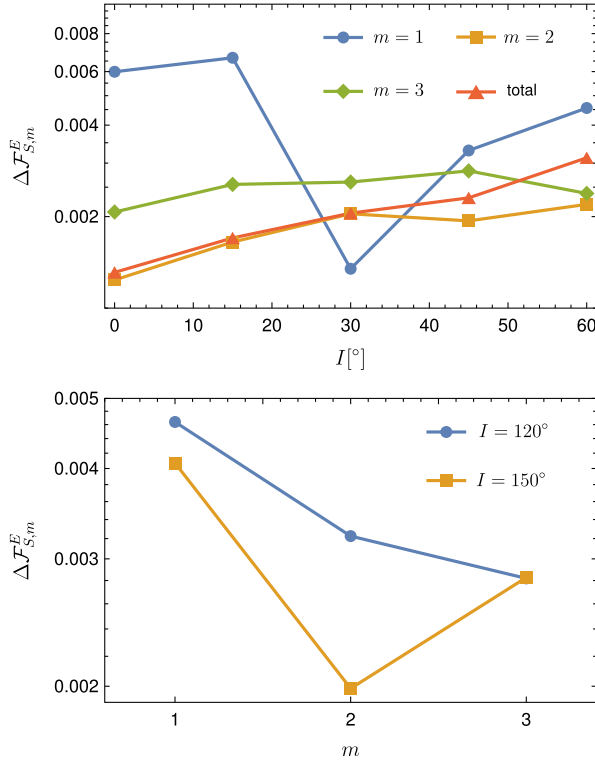 0.008
0.006
0.004
0.002
ΔF^E_{S,m}
m = 1
m = 2
m = 3
total
0 10 20 30 40 50 60
I[°]
0.005
0.004
0.003
0.002
ΔF^E_{S,m}
I = 120°
I = 150°
1 2 3
m